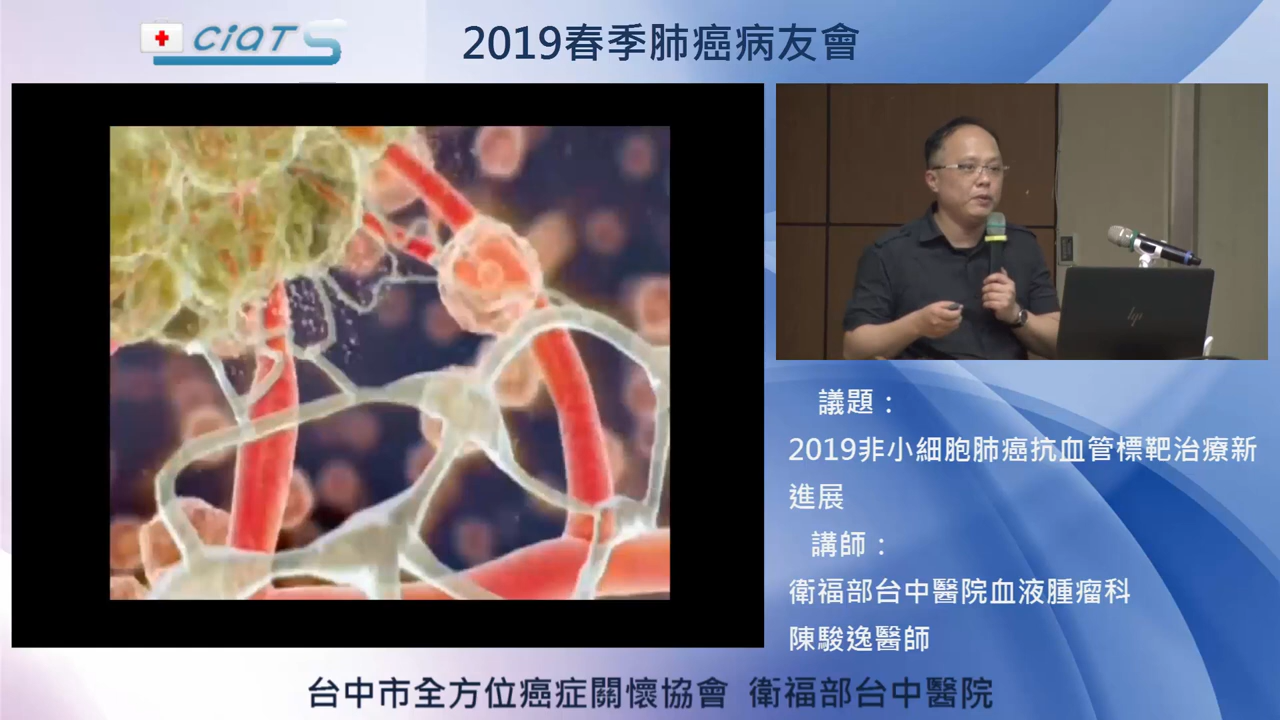 CiQTS
2019春季肺癌病友會
議題：
2019非小細胞肺癌抗血管標靶治療新
進展
講師：
衛福部台中醫院血液腫瘤科
陳駿逸醫師
hp
台中市全方位癌症關懷協會 衛福部台中醫院